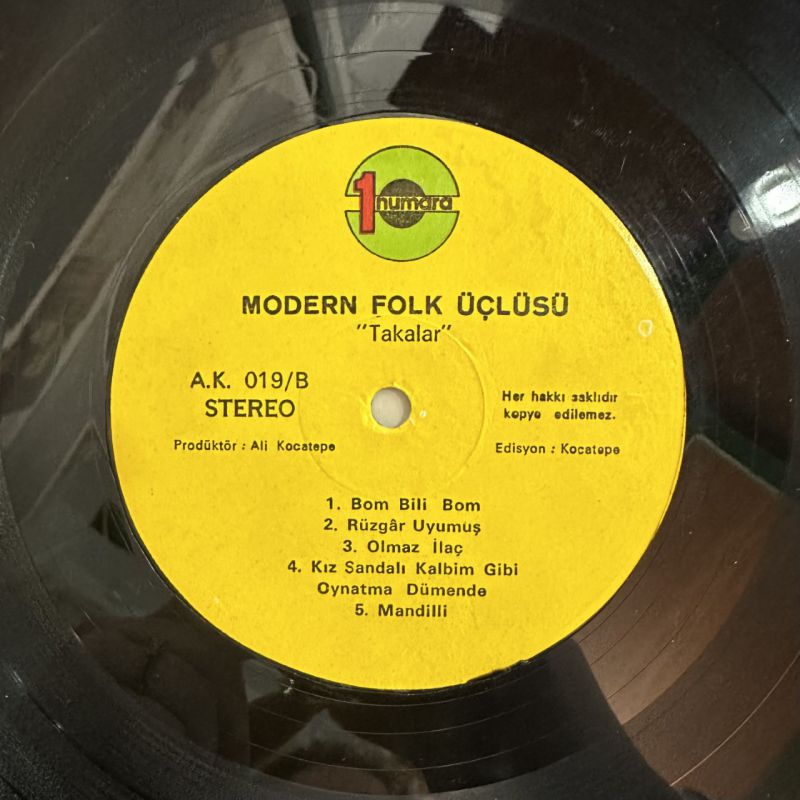 1 numara
MODERN FOLK ÜÇLÜSÜ
"Takalar"
A.K. 019/B
STEREO
Her hakkı saklıdır
kopye edilemez.
Prodüktör : Ali Kocatepe
Edisyon : Kocatepe
1. Bom Bili Bom
2. Rüzgâr Uyumuş
3. Olmaz İlaç
4. Kız Sandalı Kalbim Gibi
Oynatma Dümende
5. Mandilli